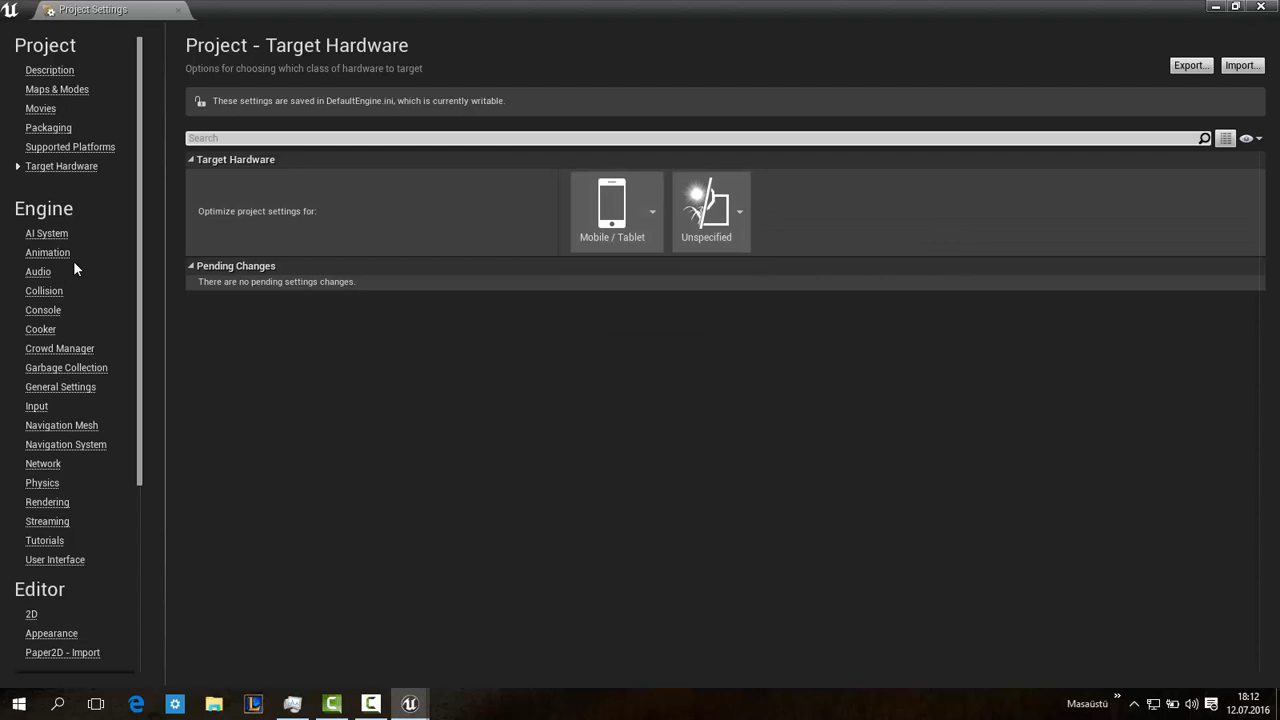 Project Settings
Project
Description
Maps & Modes
Movies
Packaging
Supported Platforms
Target Hardware
Engine
AI System
Animation
Audio
Collision
Console
Cooker
Crowd Manager
Garbage Collection
General Settings
Input
Navigation Mesh
Navigation System
Network
Physics
Rendering
Streaming
Tutorials
User Interface
Editor
2D
Appearance
Paper2D - Import
Project - Target Hardware
Options for choosing which class of hardware to target
Export...
Import...
These settings are saved in DefaultEngine.ini, which is currently writable.
Search
Target Hardware
Optimize project settings for:
Mobile / Tablet
Unspecified
Pending Changes
There are no pending settings changes.
Masaüstü
18:12
12.07.2016